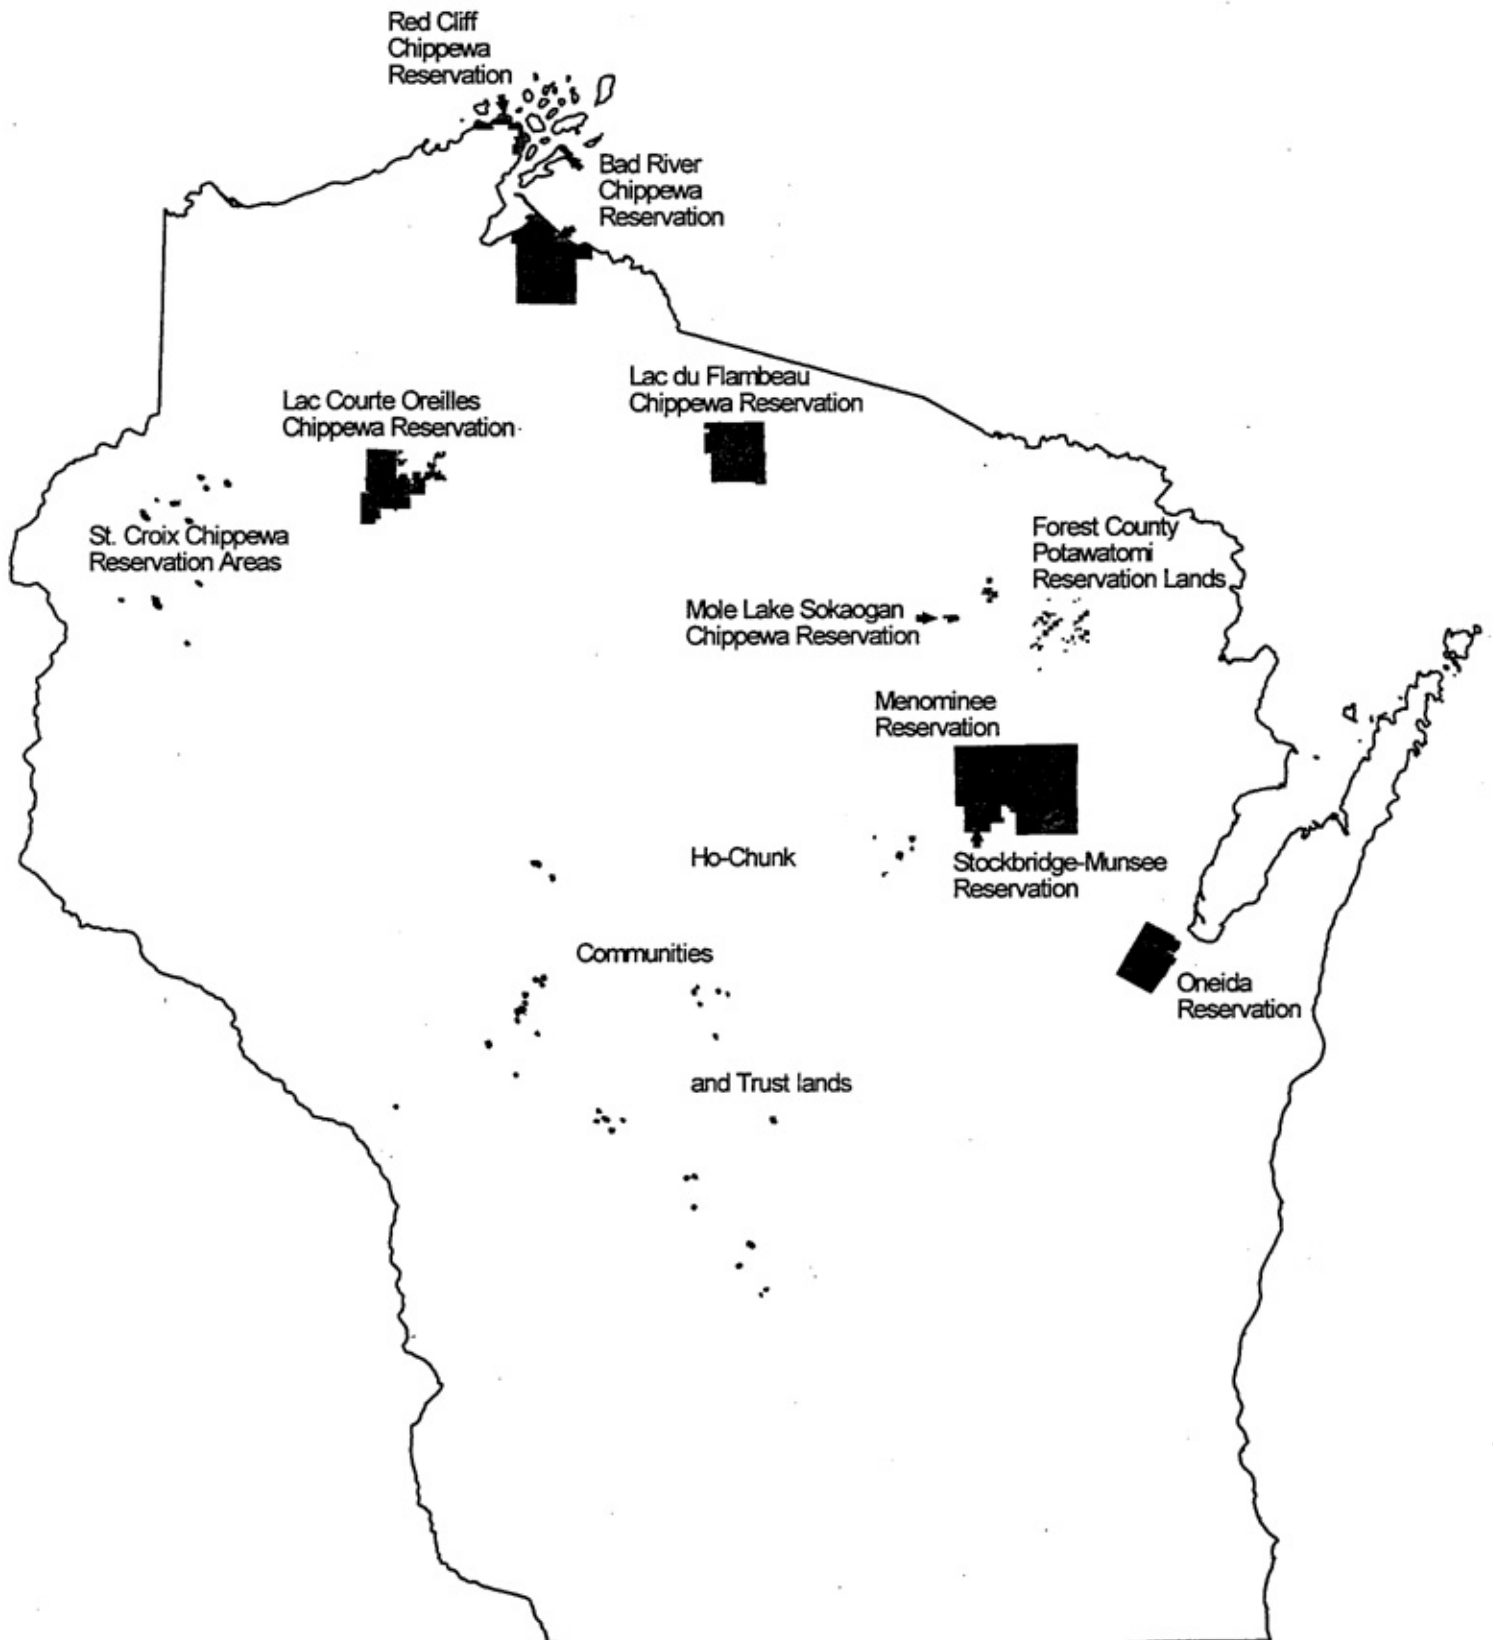 Red Cliff
Chippewa
Reservation
Bad River
Chippewa
Reservation
Lac du Flambeau
Chippewa Reservation
Lac Courte Oreilles
Chippewa Reservation
St. Croix Chippewa
Reservation Areas
Forest County
Potawatomi
Reservation Lands
Mole Lake Sokaogan
Chippewa Reservation
Menominee
Reservation
Ho-Chunk
Stockbridge-Munsee
Reservation
Communities
Oneida
Reservation
and Trust lands